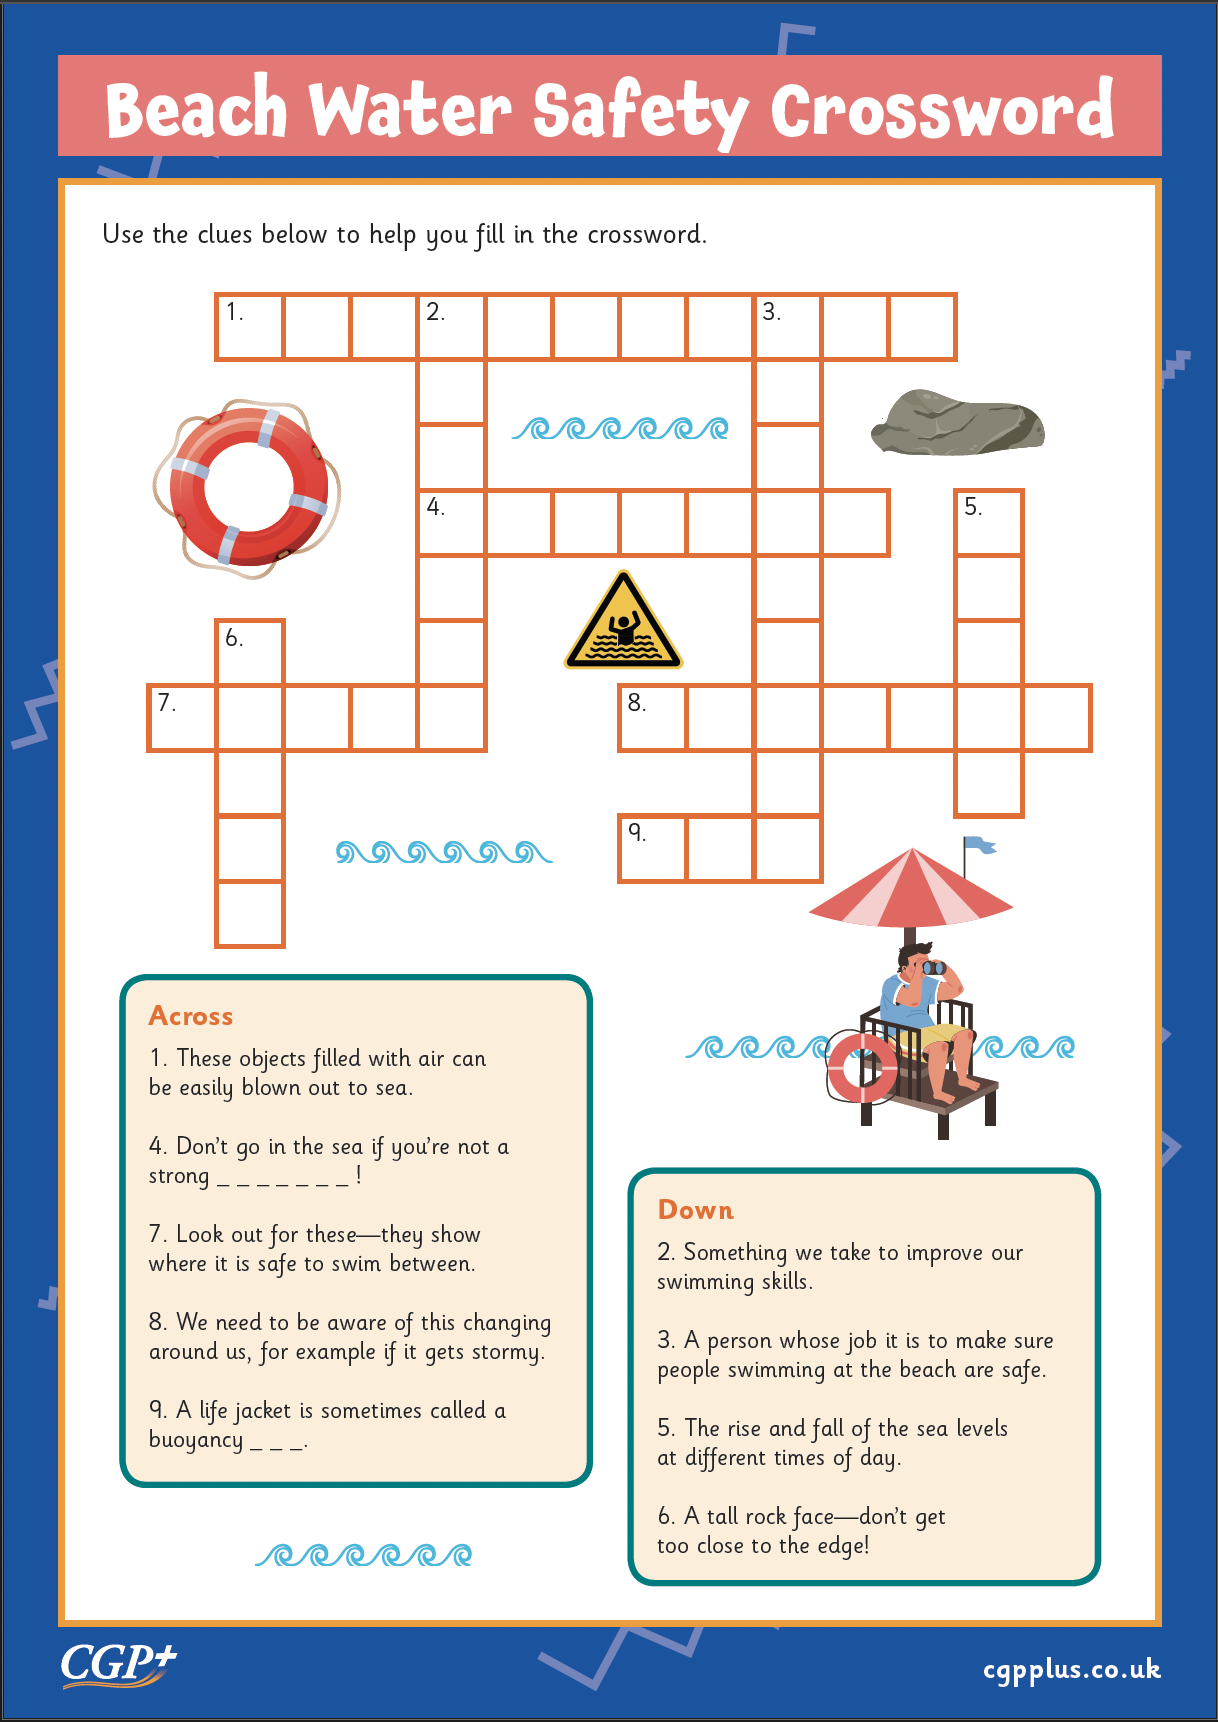 Beach Water Safety Crossword
Use the clues below to help you fill in the crossword.
1.
2.
3.
4.
5.
6.
7.
8.
9.
Across
1. These objects filled with air can
be easily blown out to sea.
4. Don't go in the sea if you're not a
strong _ _ _ _ _ _ _ !
7. Look out for these—they show
where it is safe to swim between.
8. We need to be aware of this changing
around us, for example if it gets stormy.
9. A life jacket is sometimes called a
buoyancy _ _ _.
Down
2. Something we take to improve our
swimming skills.
3. A person whose job it is to make sure
people swimming at the beach are safe.
5. The rise and fall of the sea levels
at different times of day.
6. A tall rock face—don't get
too close to the edge!
CGP+
cgpplus.co.uk